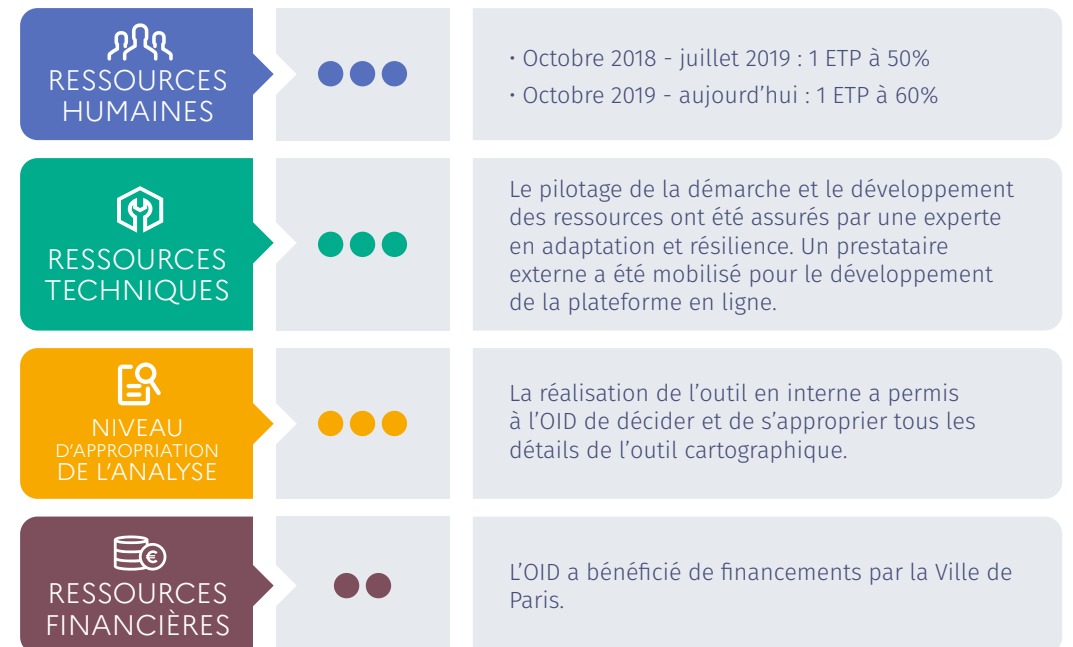 RESSOURCES
HUMAINES
• Octobre 2018 - juillet 2019 : 1 ETP à 50%
• Octobre 2019 - aujourd’hui : 1 ETP à 60%
RESSOURCES
TECHNIQUES
Le pilotage de la démarche et le développement
des ressources ont été assurés par une experte
en adaptation et résilience. Un prestataire
externe a été mobilisé pour le développement
de la plateforme en ligne.
NIVEAU
D’APPROPRIATION
DE L’ANALYSE
La réalisation de l’outil en interne a permis
à l’OID de décider et de s’approprier tous les
détails de l’outil cartographique.
RESSOURCES
FINANCIÈRES
L’OID a bénéficié de financements par la Ville de
Paris.